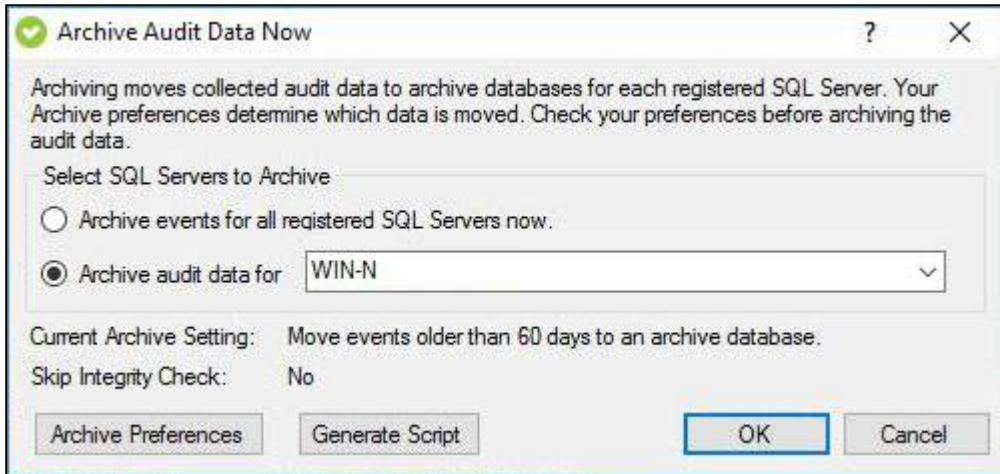 Archive Audit Data Now
?
Archiving moves collected audit data to archive databases for each registered SQL Server. Your
Archive preferences determine which data is moved. Check your preferences before archiving the
audit data.
Select SQL Servers to Archive
Archive events for all registered SQL Servers now.
Archive audit data for WIN-N
Current Archive Setting: Move events older than 60 days to an archive database.
Skip Integrity Check: No
Archive Preferences Generate Script OK Cancel